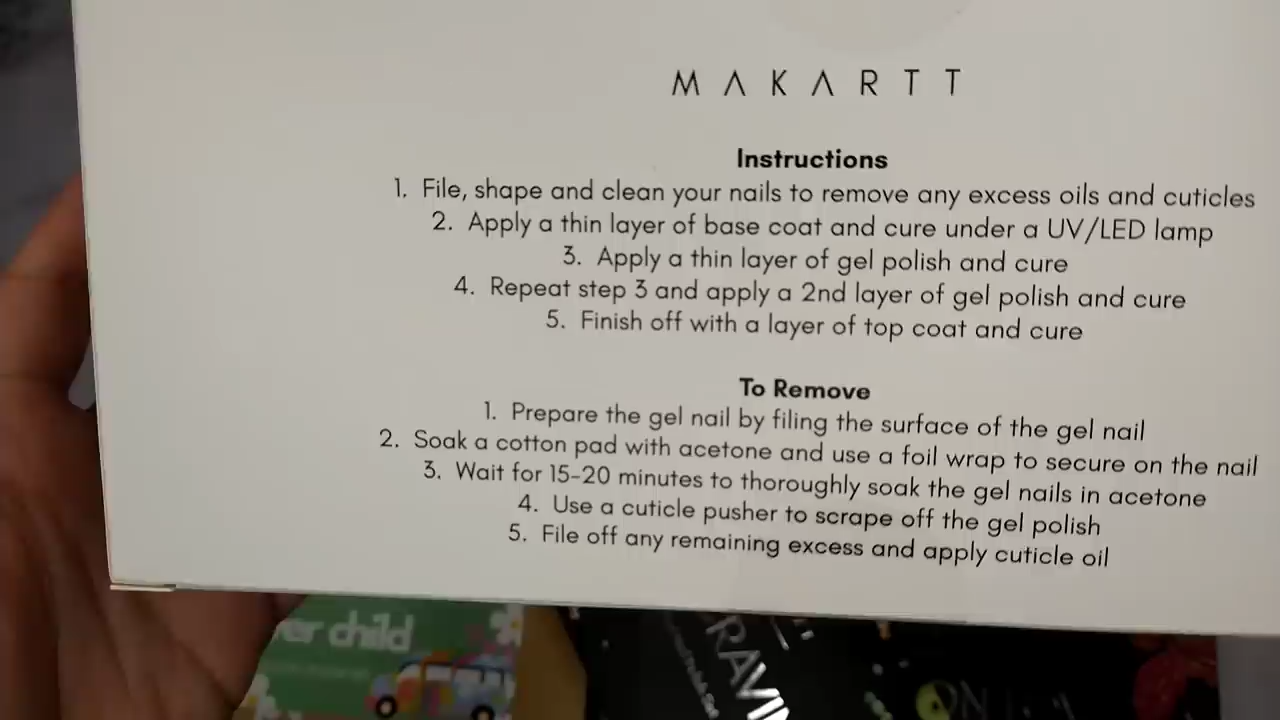 MAKARTT
Instructions
1. File, shape and clean your nails to remove any excess oils and cuticles
2. Apply a thin layer of base coat and cure under a UV/LED lamp
3. Apply a thin layer of gel polish and cure
4. Repeat step 3 and apply a 2nd layer of gel polish and cure
5. Finish off with a layer of top coat and cure
To Remove
1. Prepare the gel nail by filing the surface of the gel nail
2. Soak a cotton pad with acetone and use a foil wrap to secure on the nail
3. Wait for 15-20 minutes to thoroughly soak the gel nails in acetone
4. Use a cuticle pusher to scrape off the gel polish
5. File off any remaining excess and apply cuticle oil
child